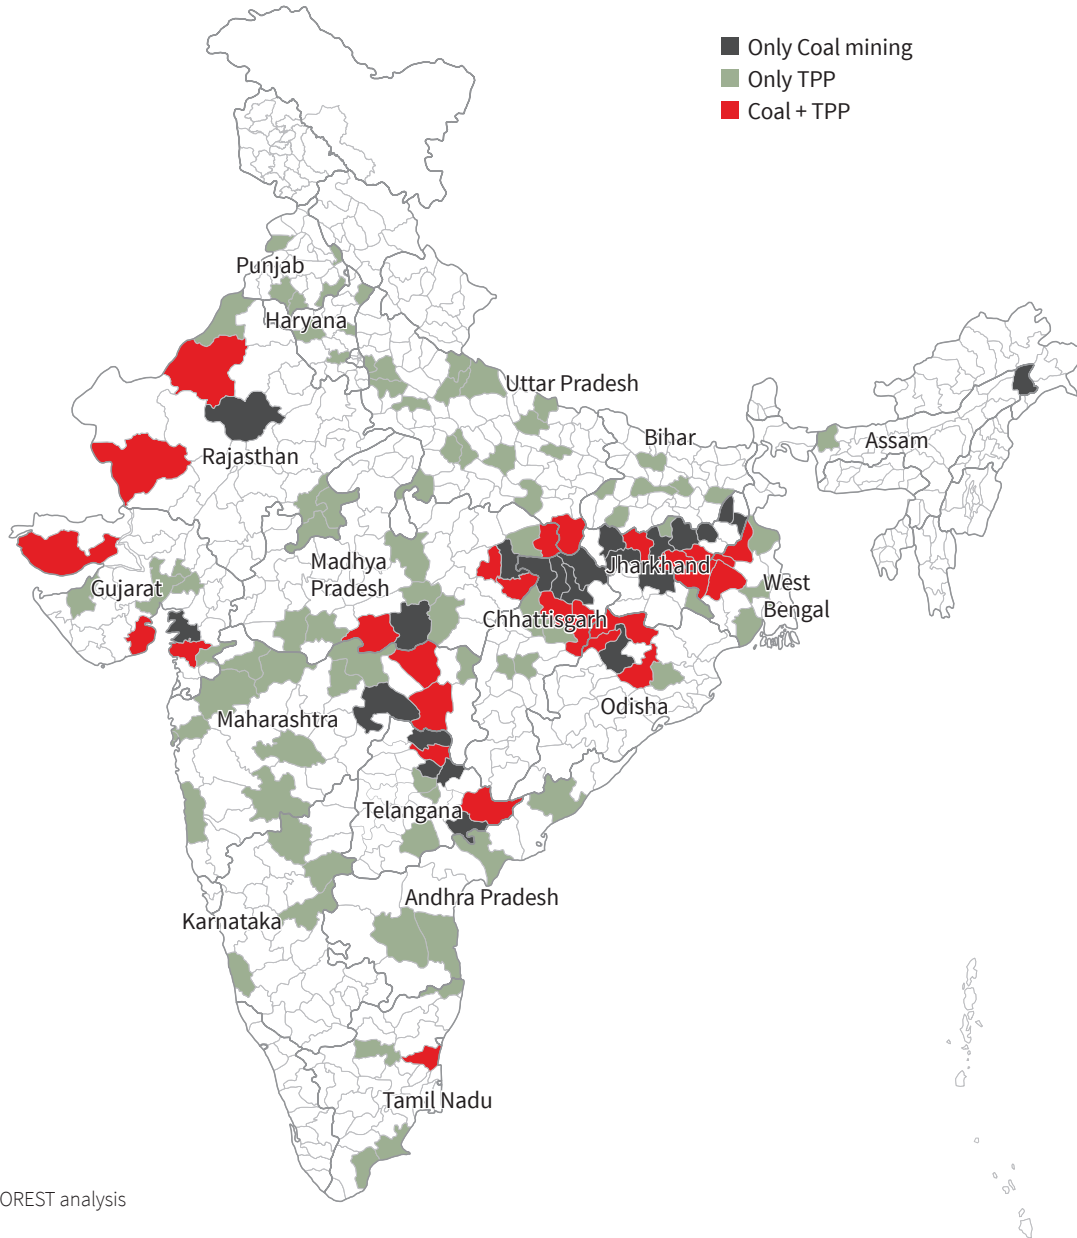 Only Coal mining
Only TPP
Coal + TPP
Punjab
Haryana
Uttar Pradesh
Bihar
Assam
Rajasthan
Madhya
Pradesh
Jharkhand
Gujarat
West
Bengal
Chhattisgarh
Odisha
Maharashtra
Telangana
Andhra Pradesh
Karnataka
Tamil Nadu
OREST analysis